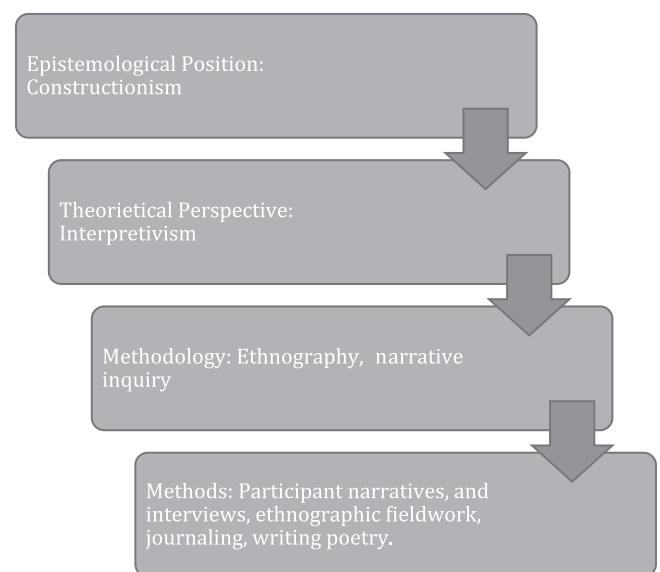 Epistemological Position:
Constructionism
Theorietical Perspective:
Interpretivism
Methodology: Ethnography, narrative
inquiry
Methods: Participant narratives, and
interviews, ethnographic fieldwork,
journaling, writing poetry.